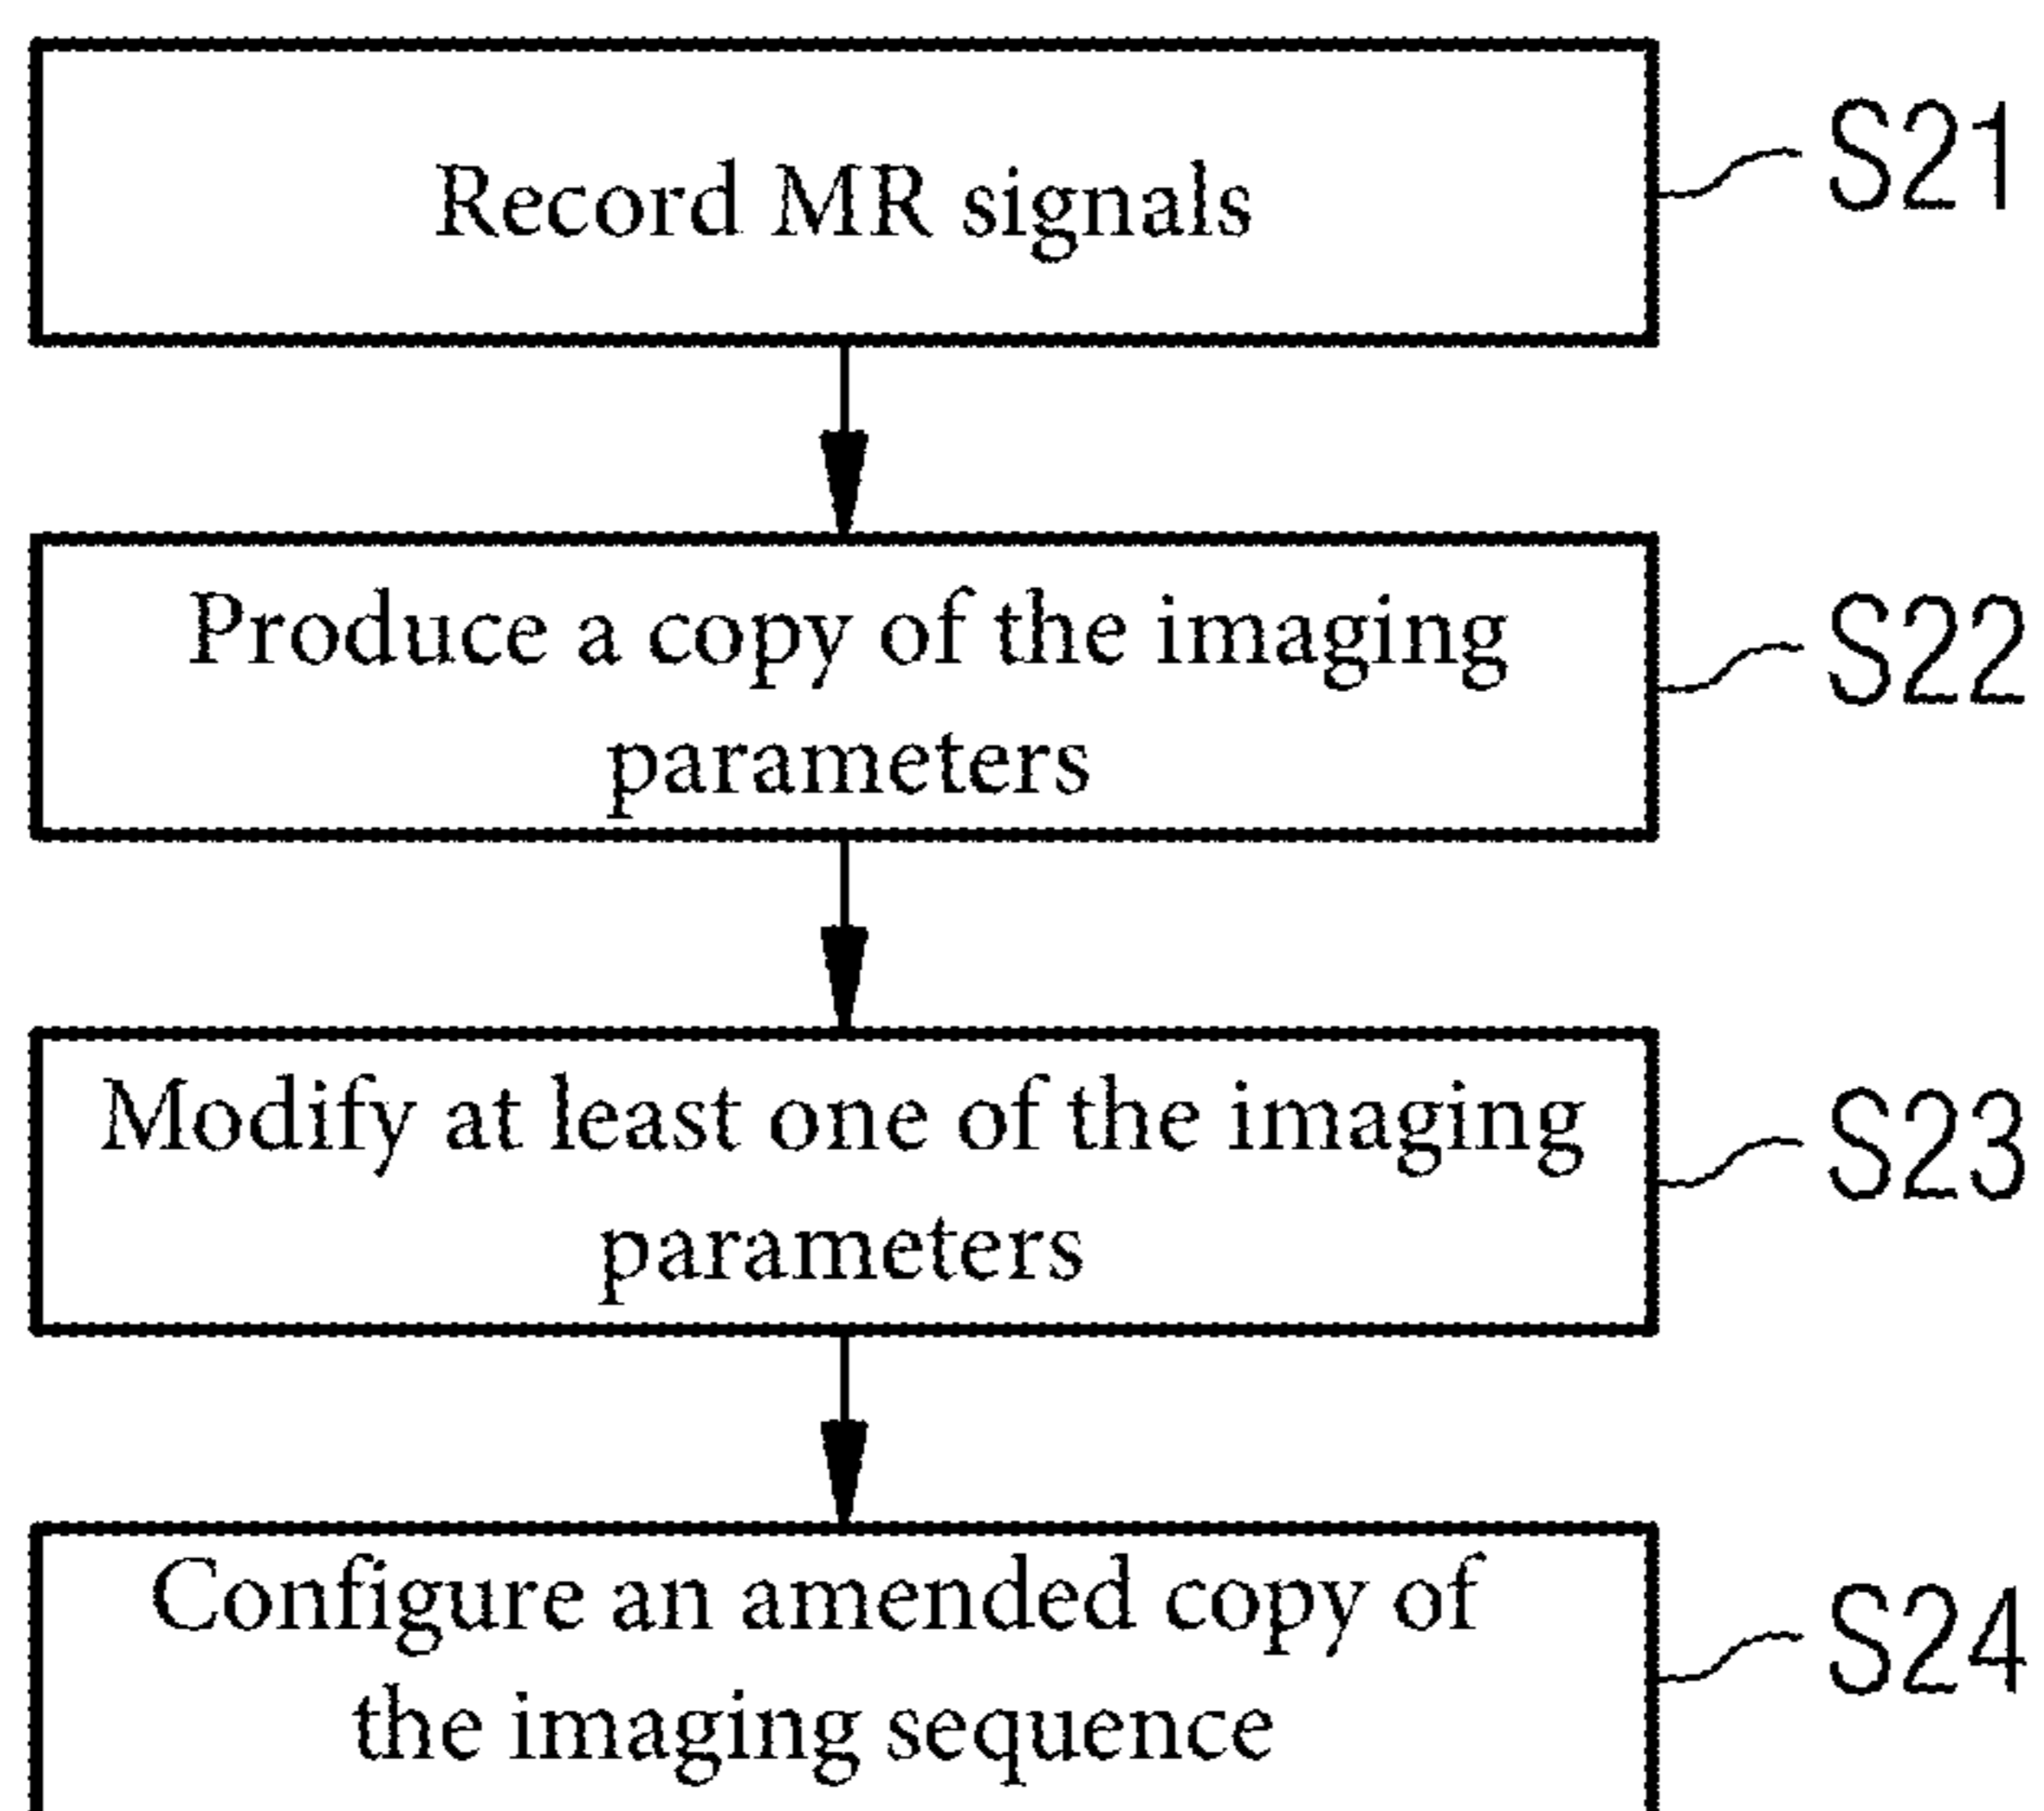 Record MR signals
S21
Produce a copy of the imaging
parameters
S22
Modify at least one of the imaging
parameters
S23
Configure an amended copy of
the imaging sequence
S24